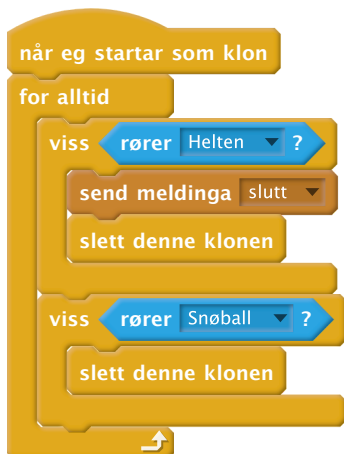 når eg startar som klon
for alltid
viss rører Helten ?
send meldinga slutt
slett denne klonen
viss rører Snøball ?
slett denne klonen